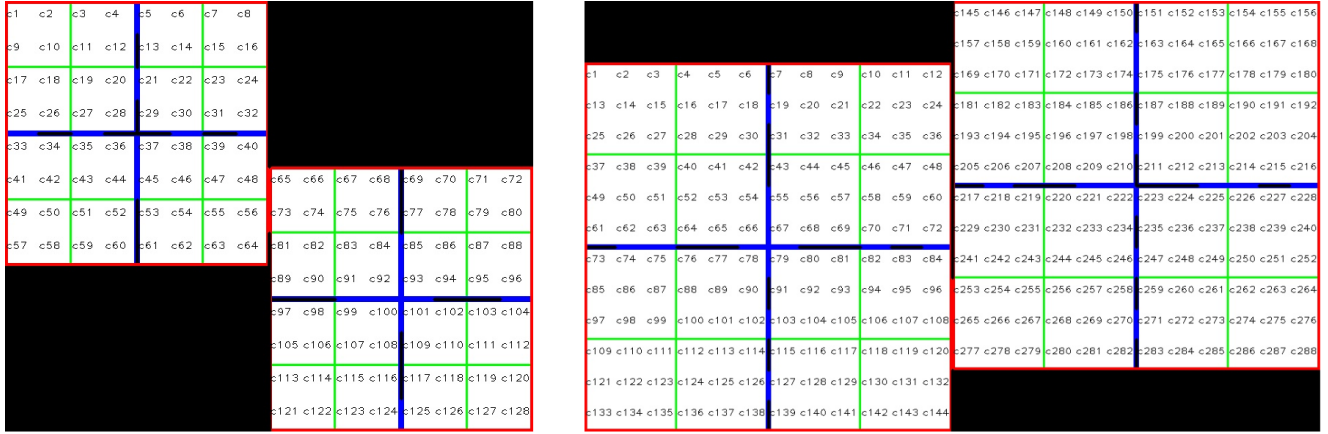 c1 c2 c3 c4 c5 c6 c7 c8
c9 c10 c11 c12 c13 c14 c15 c16
c17 c18 c19 c20 c21 c22 c23 c24
c25 c26 c27 c28 c29 c30 c31 c32
c33 c34 c35 c36 c37 c38 c39 c40
c41 c42 c43 c44 c45 c46 c47 c48
c49 c50 c51 c52 c53 c54 c55 c56
c57 c58 c59 c60 c61 c62 c63 c64
c65 c66 c67 c68 c69 c70 c71 c72
c73 c74 c75 c76 c77 c78 c79 c80
c81 c82 c83 c84 c85 c86 c87 c88
c89 c90 c91 c92 c93 c94 c95 c96
c97 c98 c99 c100 c101 c102 c103 c104
c105 c106 c107 c108 c109 c110 c111 c112
c113 c114 c115 c116 c117 c118 c119 c120
c121 c122 c123 c124 c125 c126 c127 c128
c1 c2 c3 c4 c5 c6 c7 c8 c9 c10 c11 c12
c13 c14 c15 c16 c17 c18 c19 c20 c21 c22 c23 c24
c25 c26 c27 c28 c29 c30 c31 c32 c33 c34 c35 c36
c37 c38 c39 c40 c41 c42 c43 c44 c45 c46 c47 c48
c49 c50 c51 c52 c53 c54 c55 c56 c57 c58 c59 c60
c61 c62 c63 c64 c65 c66 c67 c68 c69 c70 c71 c72
c73 c74 c75 c76 c77 c78 c79 c80 c81 c82 c83 c84
c85 c86 c87 c88 c89 c90 c91 c92 c93 c94 c95 c96
c97 c98 c99 c100 c101 c102 c103 c104 c105 c106 c107 c108
c109 c110 c111 c112 c113 c114 c115 c116 c117 c118 c119 c120
c121 c122 c123 c124 c125 c126 c127 c128 c129 c130 c131 c132
c133 c134 c135 c136 c137 c138 c139 c140 c141 c142 c143 c144
c145 c146 c147 c148 c149 c150 c151 c152 c153 c154 c155 c156
c157 c158 c159 c160 c161 c162 c163 c164 c165 c166 c167 c168
c169 c170 c171 c172 c173 c174 c175 c176 c177 c178 c179 c180
c181 c182 c183 c184 c185 c186 c187 c188 c189 c190 c191 c192
c193 c194 c195 c196 c197 c198 c199 c200 c201 c202 c203 c204
c205 c206 c207 c208 c209 c210 c211 c212 c213 c214 c215 c216
c217 c218 c219 c220 c221 c222 c223 c224 c225 c226 c227 c228
c229 c230 c231 c232 c233 c234 c235 c236 c237 c238 c239 c240
c241 c242 c243 c244 c245 c246 c247 c248 c249 c250 c251 c252
c253 c254 c255 c256 c257 c258 c259 c260 c261 c262 c263 c264
c265 c266 c267 c268 c269 c270 c271 c272 c273 c274 c275 c276
c277 c278 c279 c280 c281 c282 c283 c284 c285 c286 c287 c288